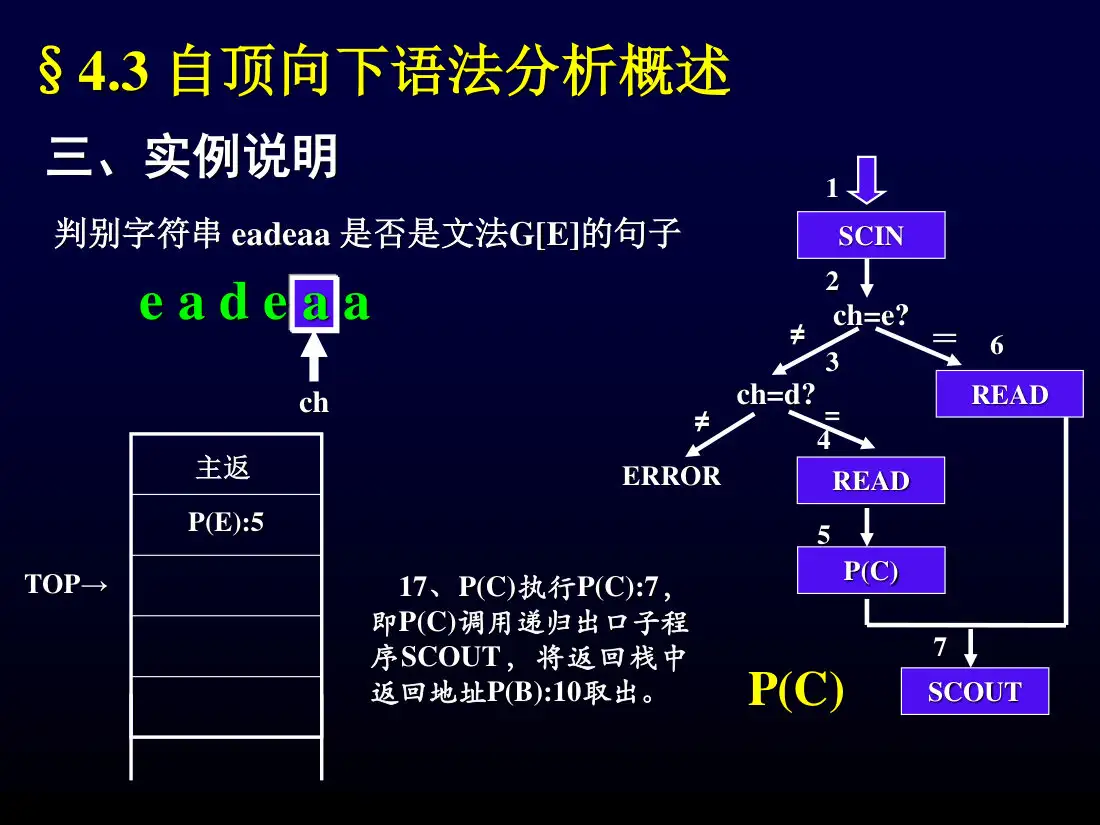 §4.3 自顶向下语法分析概述
三、实例说明
判别字符串 eadeaa 是否是文法G[E]的句子
e a d e a a
ch
主返
P(E):5
TOP→
17、P(C)执行P(C):7，
即P(C)调用递归出口子程
序SCOUT，将返回栈中
返回地址P(B):10取出。
1
SCIN
2
ch=e?
≠
=
3
6
ch=d?
READ
≠
=
4
ERROR
READ
5
P(C)
7
SCOUT
P(C)